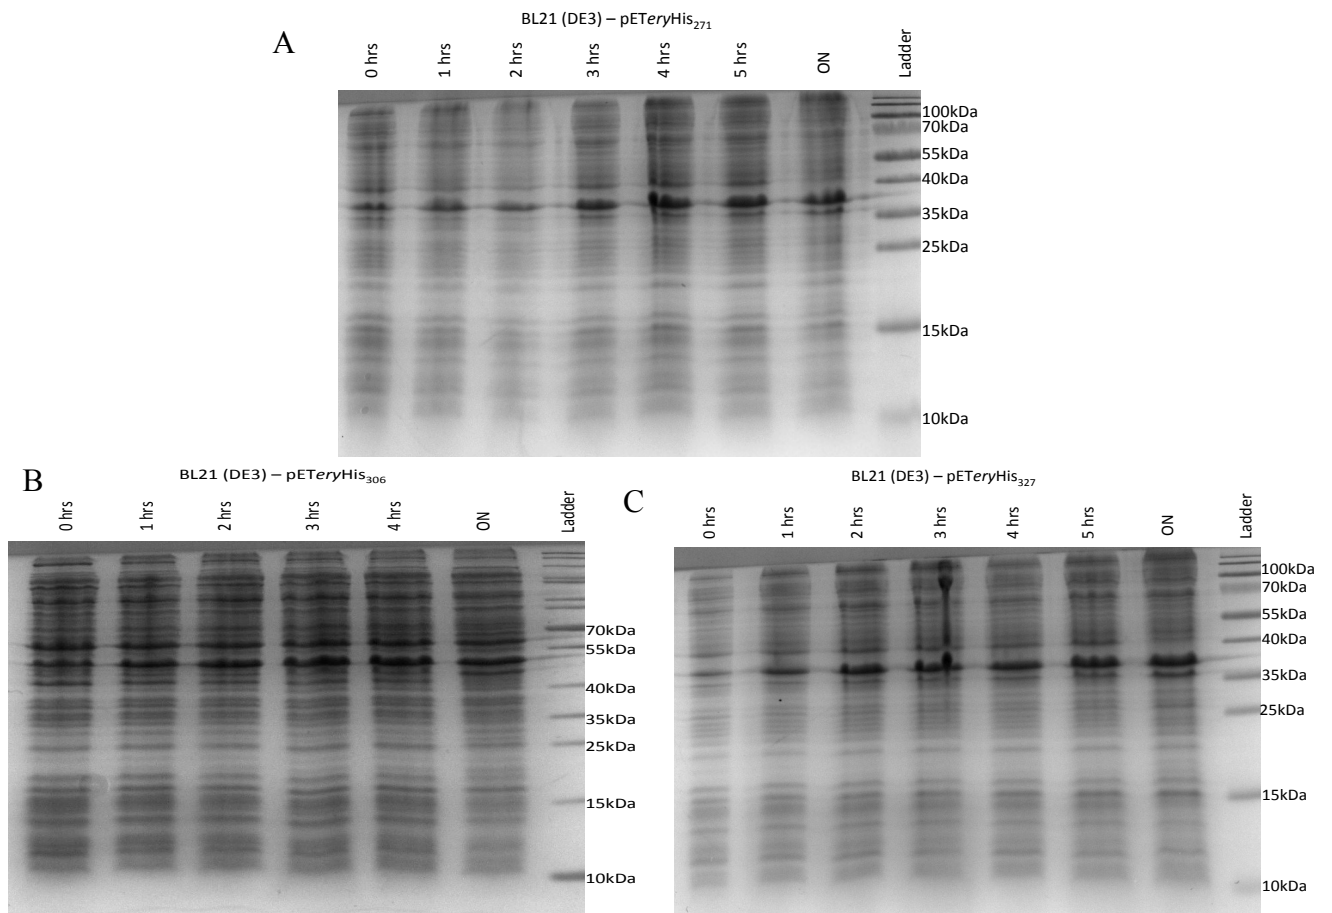 A
BL21 (DE3) – pETeryHis271
0 hrs
1 hrs
2 hrs
3 hrs
4 hrs
5 hrs
ON
Ladder
100kDa
70kDa
55kDa
40kDa
35kDa
25kDa
15kDa
10kDa
B
BL21 (DE3) – pETeryHis306
0 hrs
1 hrs
2 hrs
3 hrs
4 hrs
ON
Ladder
70kDa
55kDa
40kDa
35kDa
25kDa
15kDa
10kDa
C
BL21 (DE3) – pETeryHis327
0 hrs
1 hrs
2 hrs
3 hrs
4 hrs
5 hrs
ON
Ladder
100kDa
70kDa
55kDa
40kDa
35kDa
25kDa
15kDa
10kDa